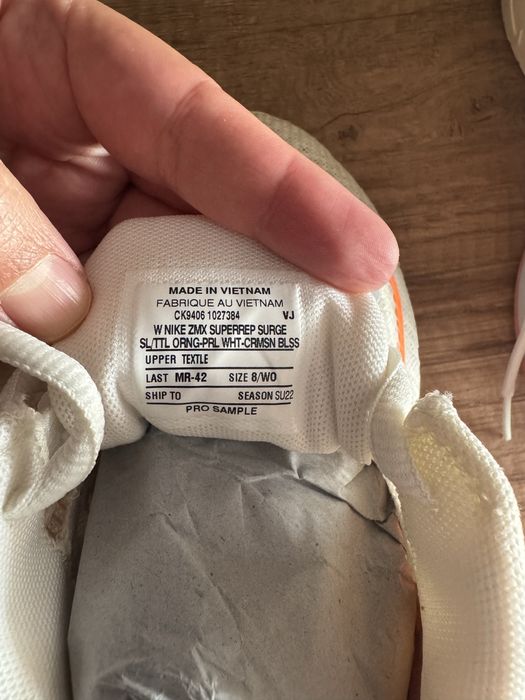 MADE IN VIETNAM
FABRIQUE AU VIETNAM
CK9406 1027384 VJ
W NIKE ZMX SUPERREP SURGE
SL/TTL ORNG-PRL WHT-CRMSN BLSS
UPPER TEXTLE
LAST MR-42 SIZE 8/WO
SHIP TO SEASON SU22
PRO SAMPLE